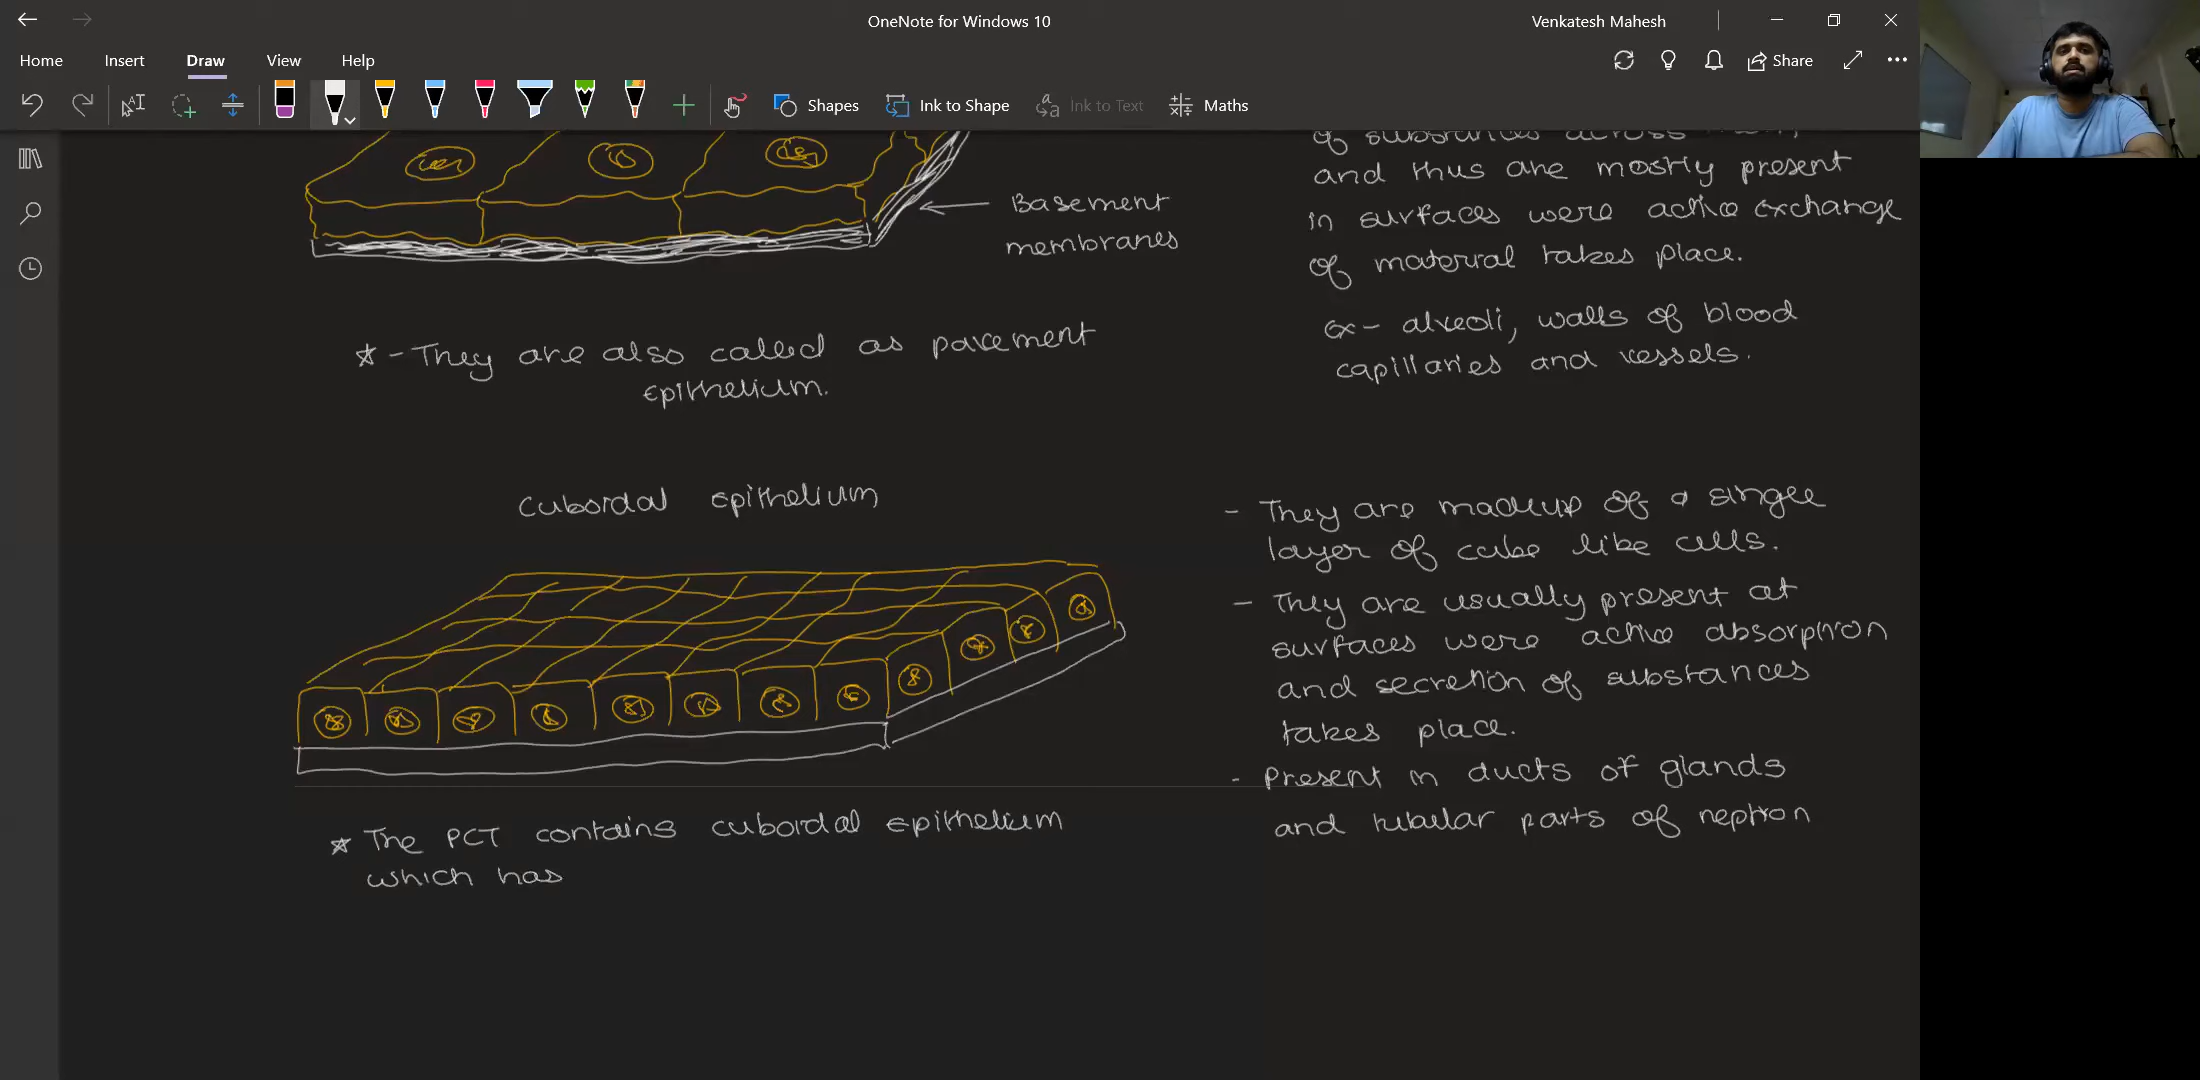 OneNote for Windows 10
Venkatesh Mahesh
Home Insert Draw View Help
Share
Shapes Ink to Shape Ink to Text Maths
Basement
membranes
* - They are also called as pavement
epithelium.
of substances across
and thus are mostly present
in surfaces were active exchange
of material takes place.
Ex - alveoli, walls of blood
capillaries and vessels.
Cuboidal Epithelium
* The PCT contains cuboidal Epithelium
which has
- They are madeup of a single
layer of cube like cells.
- They are usually present at
surfaces were active absorption
and secretion of substances
takes place.
- Present in ducts of glands
and tubular parts of nephron